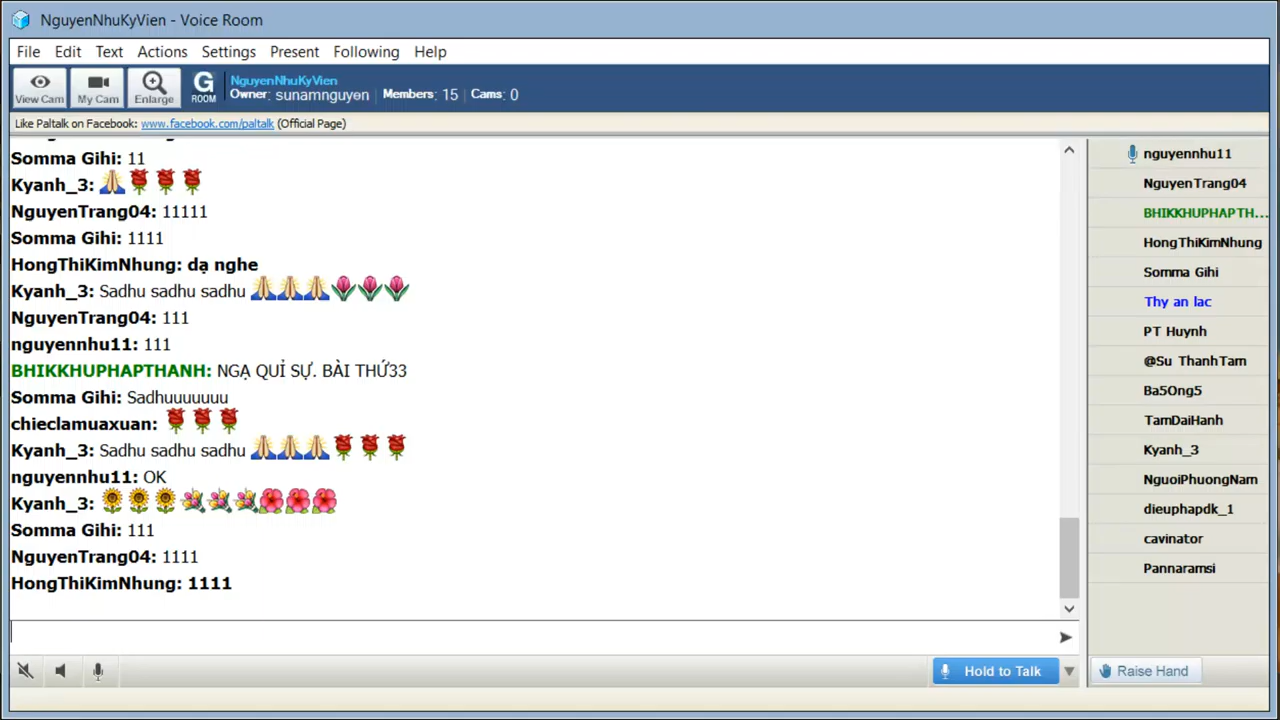 NguyenNhuKyVien - Voice Room
File Edit Text Actions Settings Present Following Help
View Cam My Cam Enlarge G ROOM
NguyenNhuKyVien
Owner: sunamnguyen Members: 15 Cams: 0
Like Paltalk on Facebook: www.facebook.com/paltalk (Official Page)
Somma Gihi: 11
Kyanh_3: 🙏🌹🌹🌹
NguyenTrang04: 11111
Somma Gihi: 1111
HongThiKimNhung: dạ nghe
Kyanh_3: Sadhu sadhu sadhu 🙏🙏🙏🌷🌷🌷
NguyenTrang04: 111
nguyennhu11: 111
BHIKKHUPHAPTHANH: NGẠ QUỈ SỰ. BÀI THỨ33
Somma Gihi: Sadhuuuuuuu
chieclamuaxuan: 🌹🌹🌹
Kyanh_3: Sadhu sadhu sadhu 🙏🙏🙏🌹🌹🌹
nguyennhu11: OK
Kyanh_3: 🌻🌻🌻💐💐💐🌺🌺🌺
Somma Gihi: 111
NguyenTrang04: 1111
HongThiKimNhung: 1111
nguyennhu11
NguyenTrang04
BHIKKHUPHAPTH...
HongThiKimNhung
Somma Gihi
Thy an lac
PT Huynh
@Su ThanhTam
Ba5Ong5
TamDaiHanh
Kyanh_3
NguoiPhuongNam
dieuphapdk_1
cavinator
Pannaramsi
Hold to Talk
Raise Hand